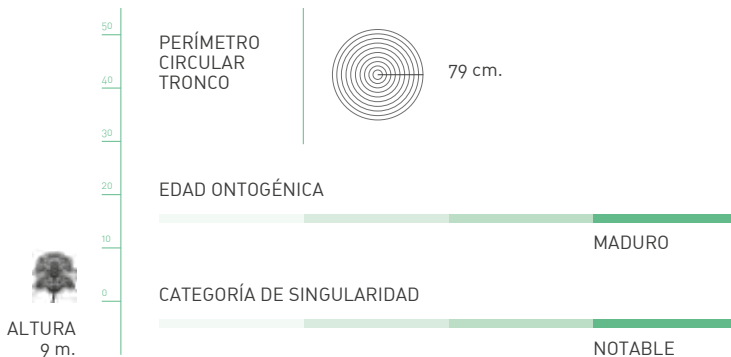 50
40
30
20
10
0
ALTURA
9 m.
PERÍMETRO
CIRCULAR
TRONCO
79 cm.
EDAD ONTOGÉNICA
MADURO
CATEGORÍA DE SINGULARIDAD
NOTABLE